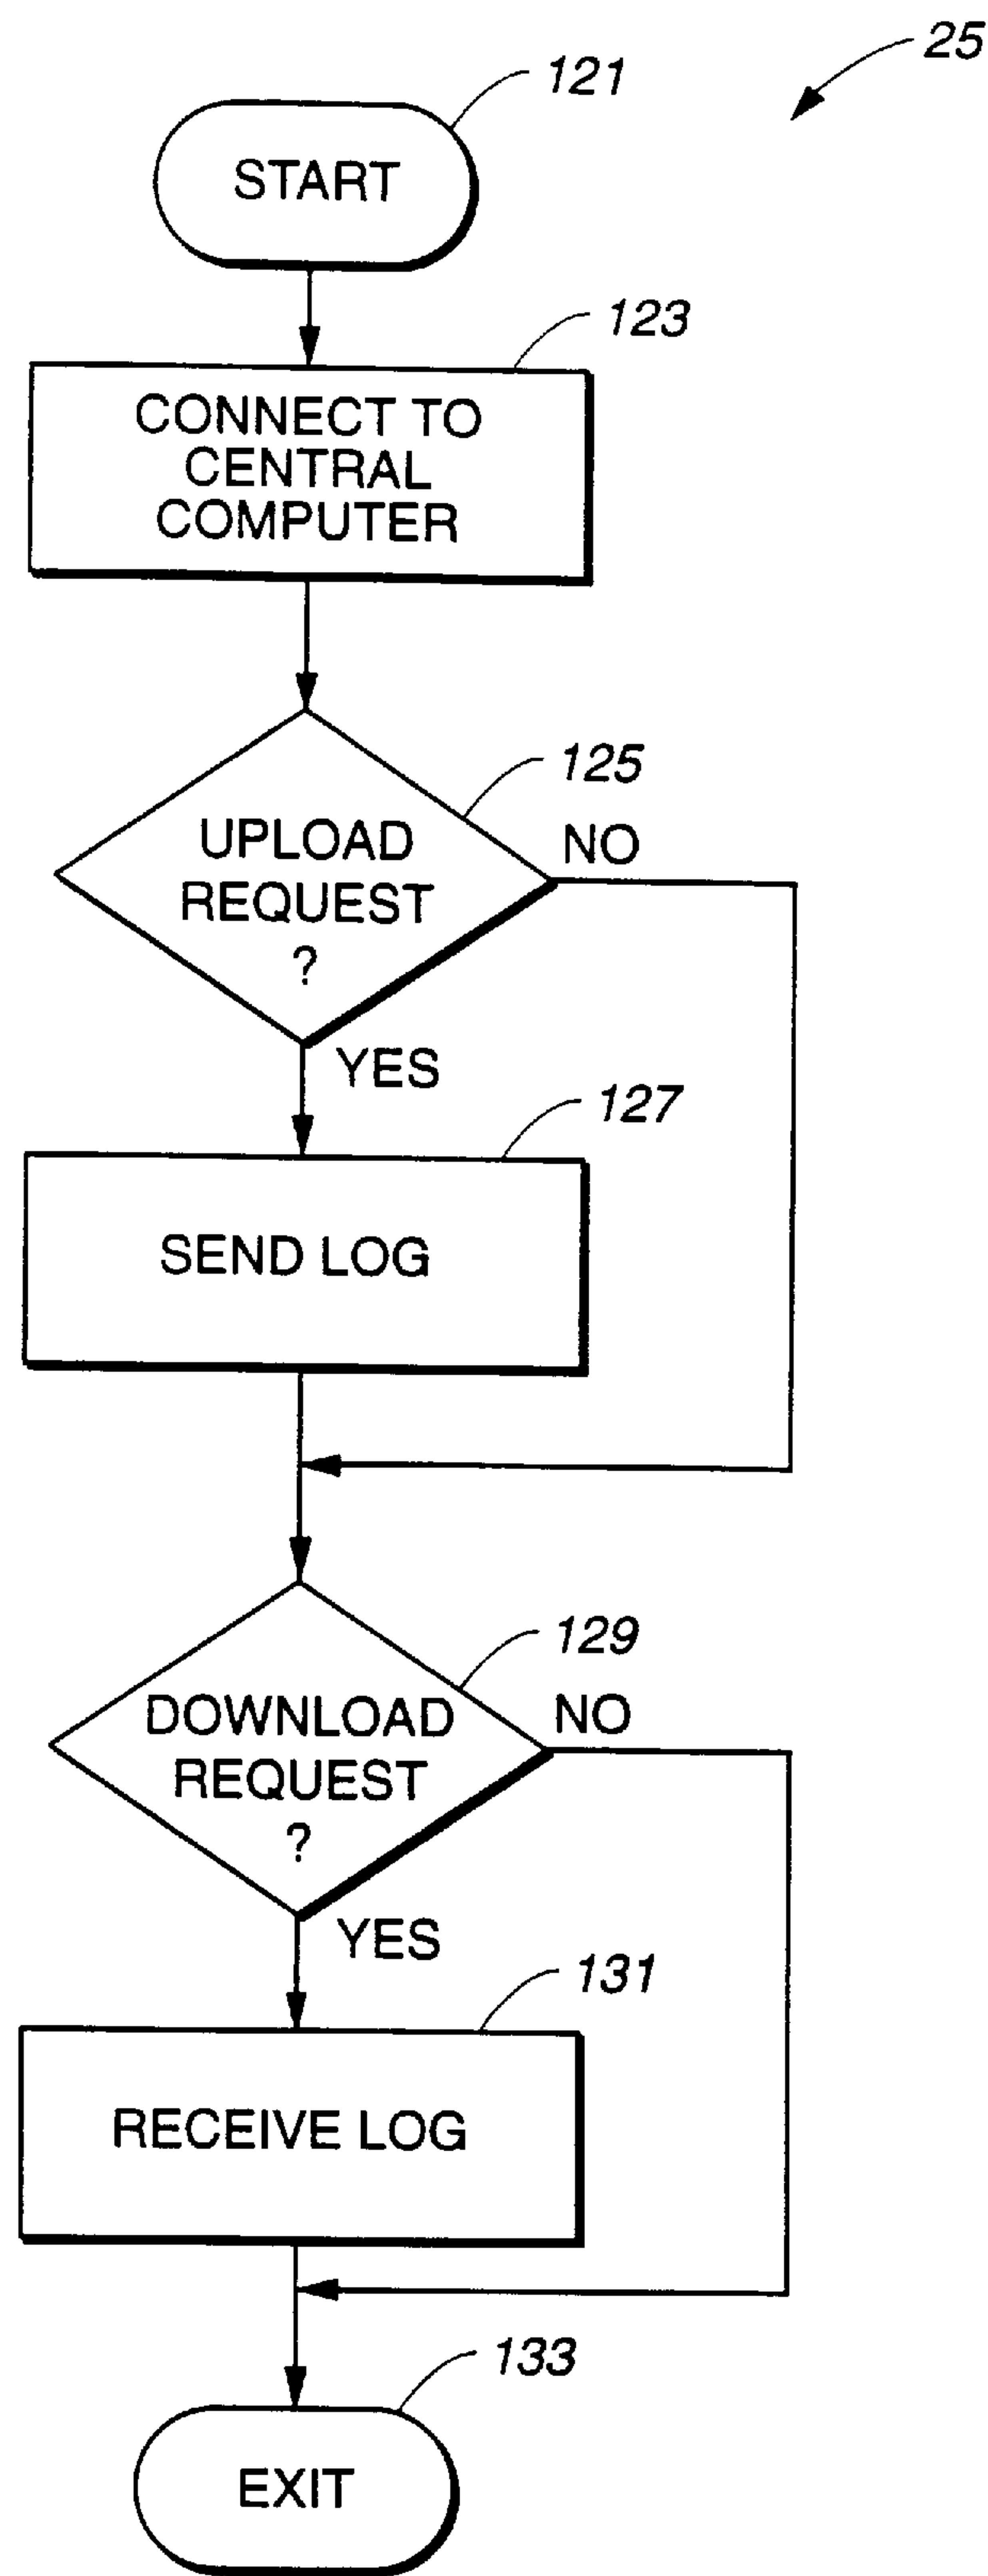 25
121
START
123
CONNECT TO
CENTRAL
COMPUTER
125
UPLOAD
REQUEST
?
NO
YES
127
SEND LOG
129
DOWNLOAD
REQUEST
?
NO
YES
131
RECEIVE LOG
133
EXIT